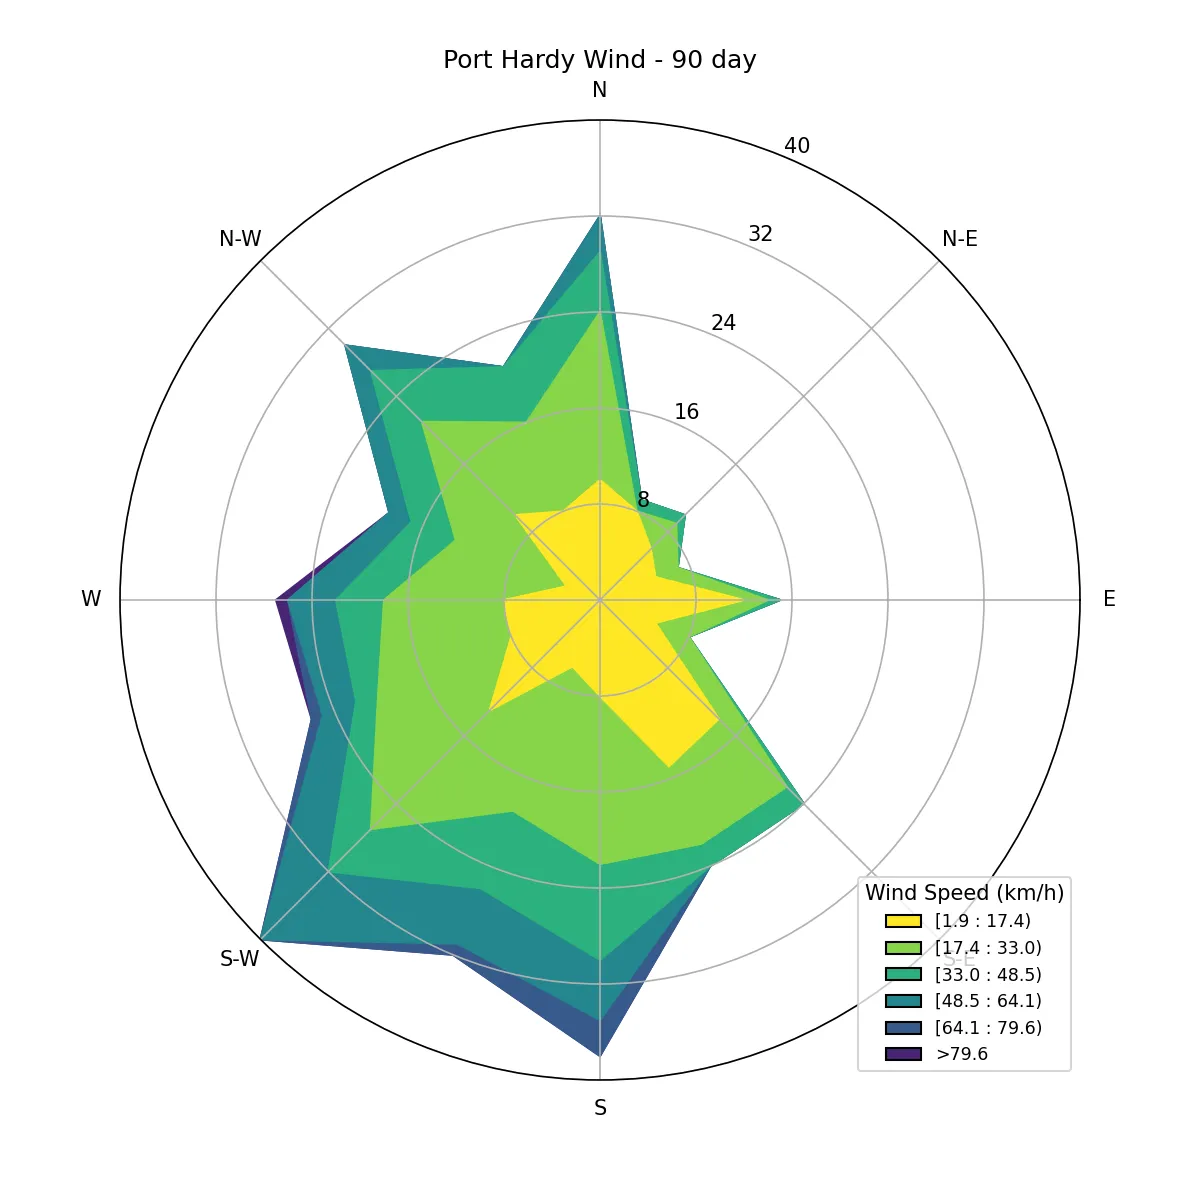 Port Hardy Wind - 90 day
N
40
N-W
32
N-E
24
16
8
W
E
Wind Speed (km/h)
[1.9 : 17.4)
[17.4 : 33.0)
S-W
S-E
[33.0 : 48.5)
[48.5 : 64.1)
[64.1 : 79.6)
>79.6
S